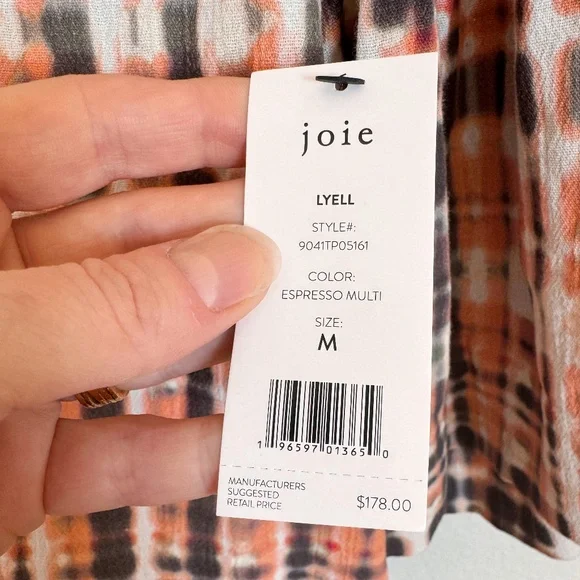 joie
LYELL
STYLE#:
9041TP05161
COLOR:
ESPRESSO MULTI
SIZE:
M
1 96597 01365 0
MANUFACTURERS
SUGGESTED
RETAIL PRICE
$178.00